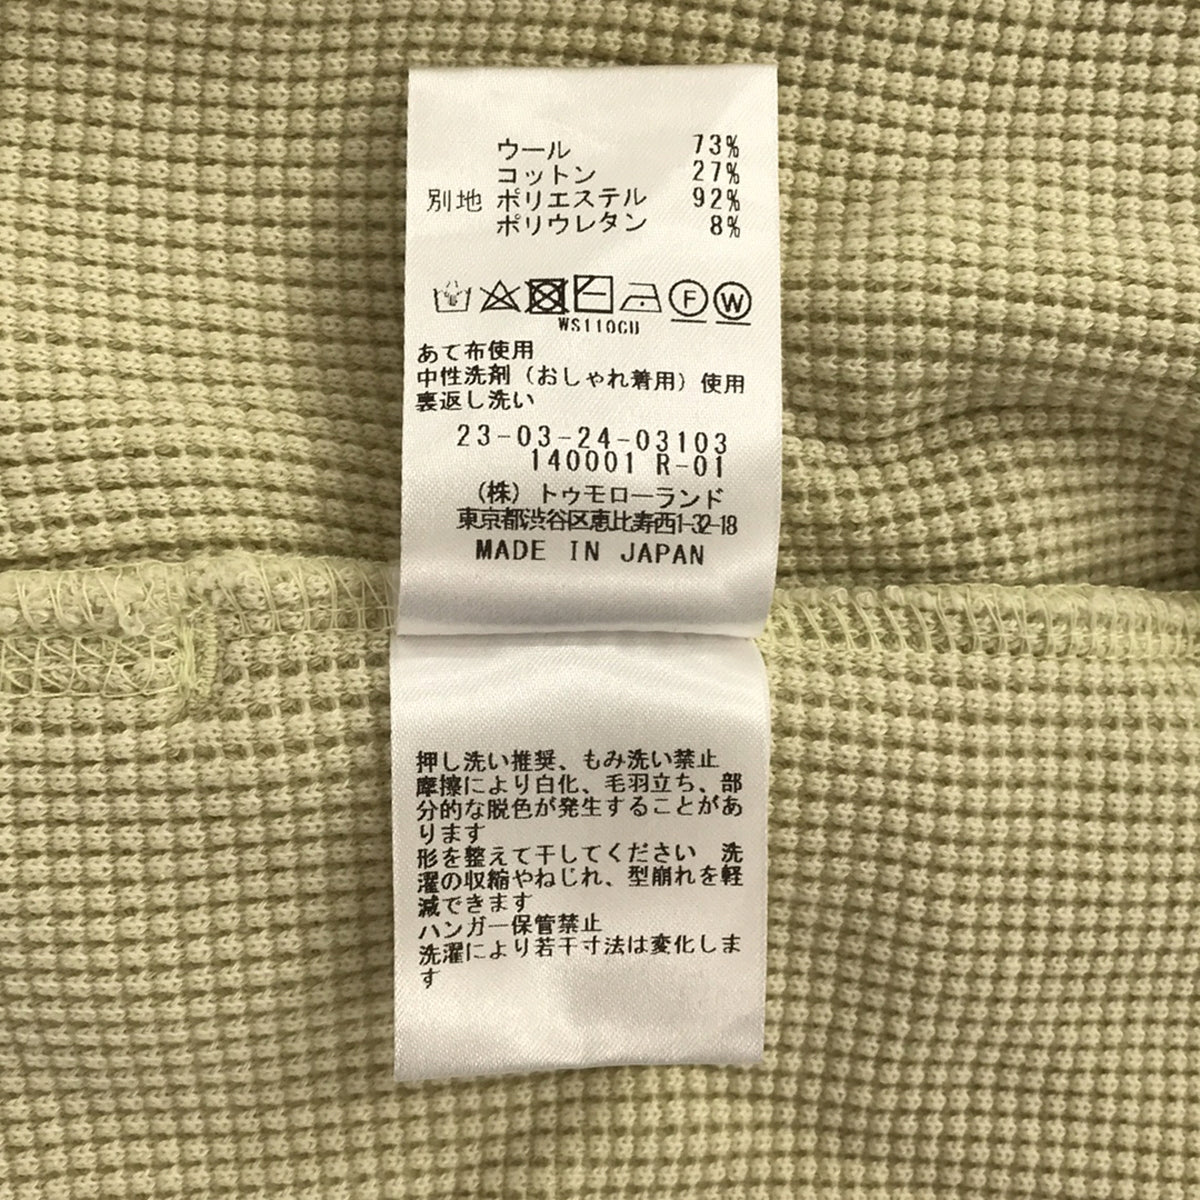 ウール 73%
コットン 27%
別地 ポリエステル 92%
ポリウレタン 8%
F W
WS110CU
あて布使用
中性洗剤（おしゃれ着用）使用
裏返し洗い
23-03-24-03103
140001 R-01
（株）トゥモローランド
東京都渋谷区恵比寿西1-32-18
MADE IN JAPAN
押し洗い推奨、もみ洗い禁止
摩擦により白化、毛羽立ち、部
分的な脱色が発生することがあ
ります
形を整えて干してください 洗
濯の収縮やねじれ、型崩れを軽
減できます
ハンガー保管禁止
洗濯により若干寸法は変化しま
す